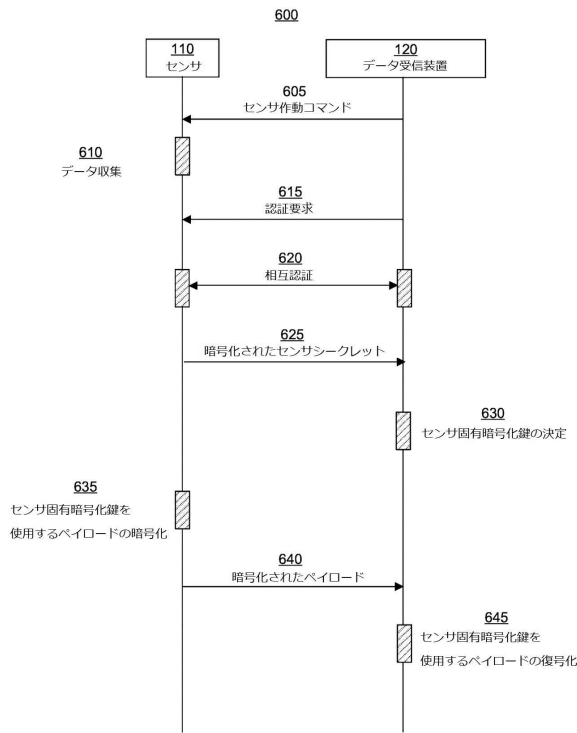 600
110
センサ
120
データ受信装置
605
センサ作動コマンド
610
データ収集
615
認証要求
620
相互認証
625
暗号化されたセンサシークレット
630
センサ固有暗号化鍵の決定
635
センサ固有暗号化鍵を
使用するペイロードの暗号化
640
暗号化されたペイロード
645
センサ固有暗号化鍵を
使用するペイロードの復号化